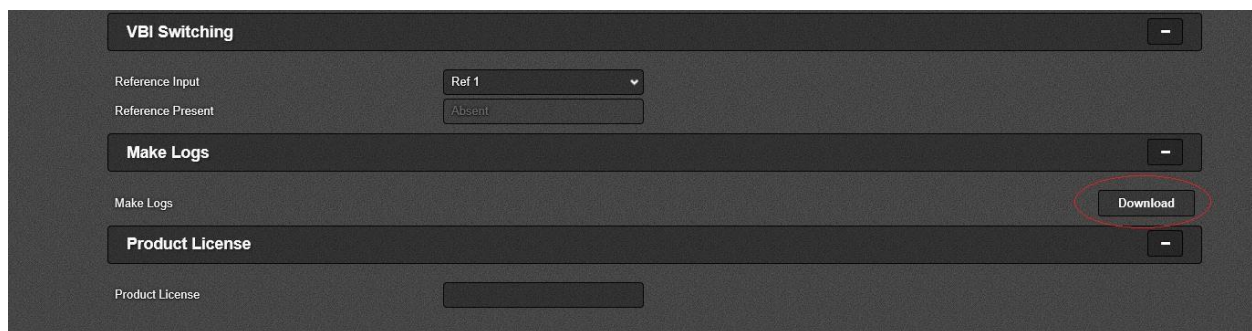 VBI Switching
Reference Input Ref 1
Reference Present Absent
Make Logs
Make Logs Download
Product License
Product License